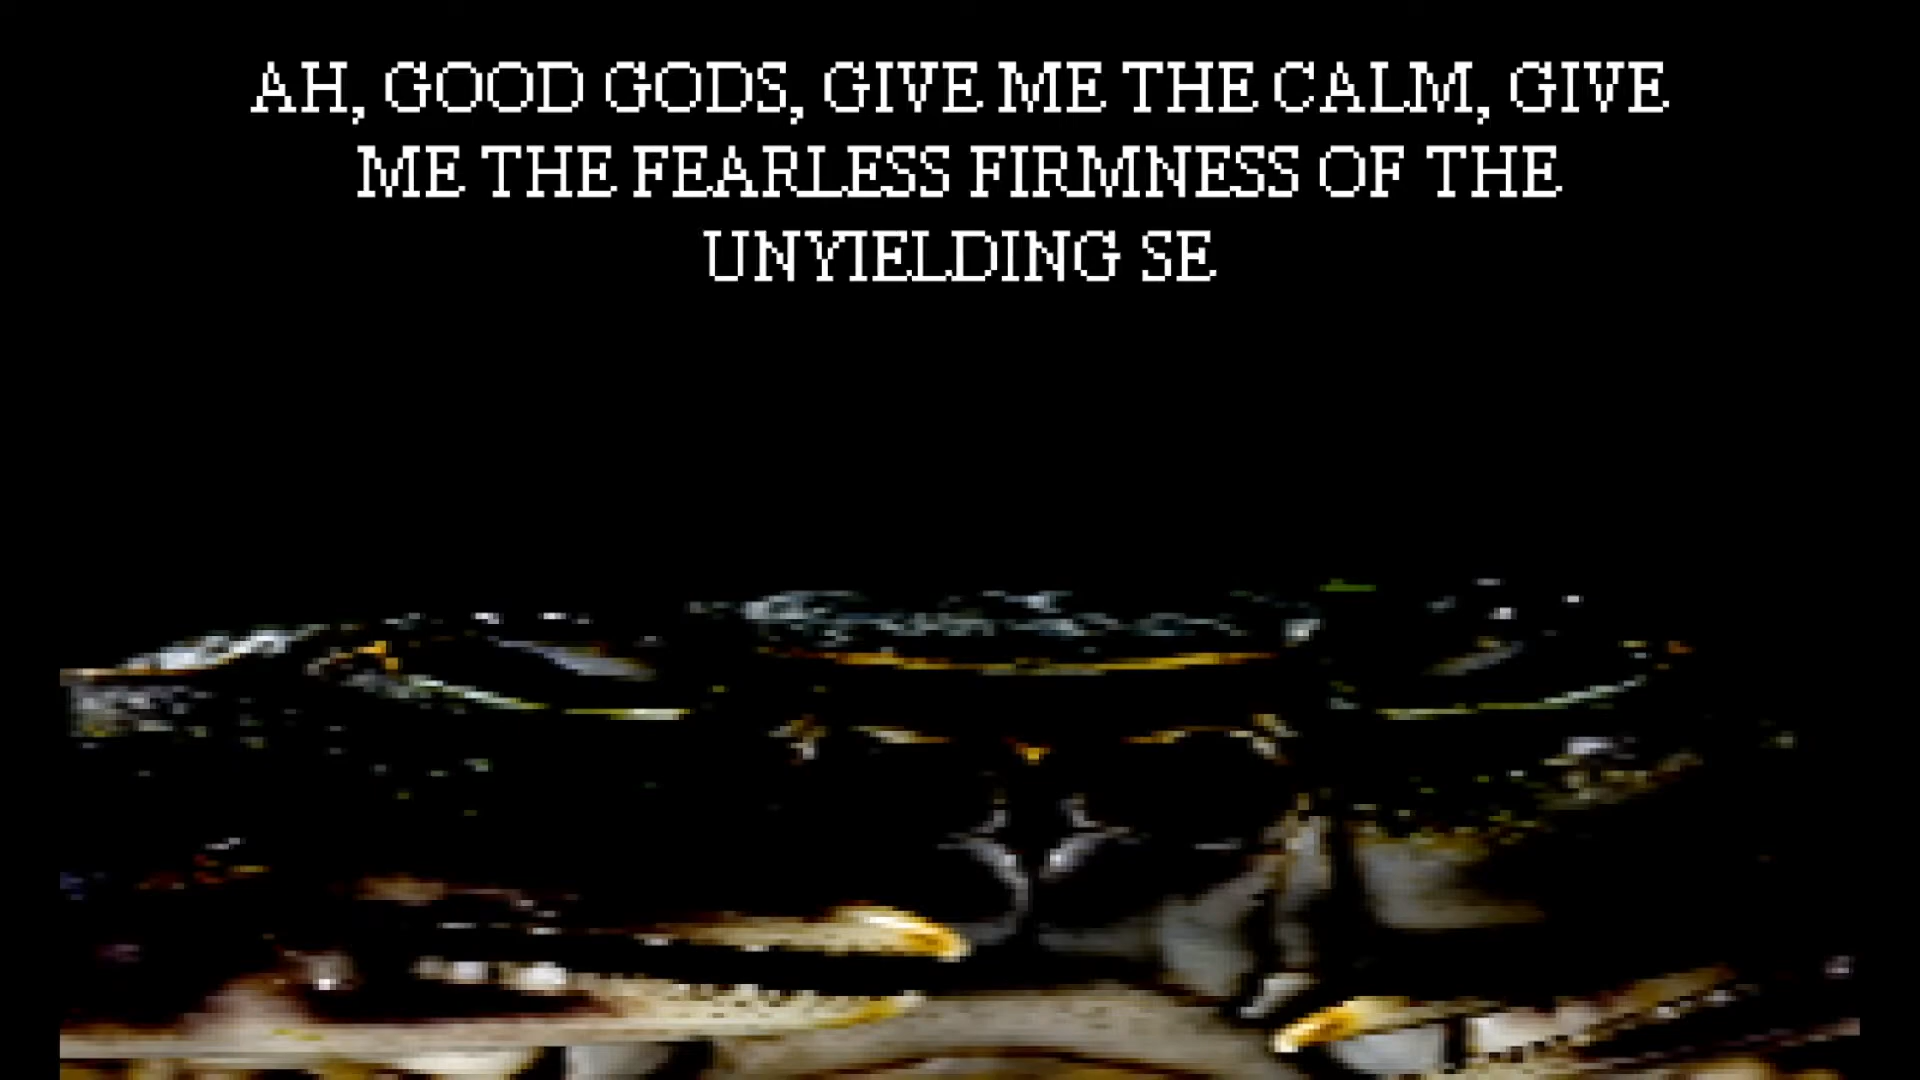 AH, GOOD GODS, GIVE ME THE CALM, GIVE
ME THE FEARLESS FIRMNESS OF THE
UNYIELDING SE